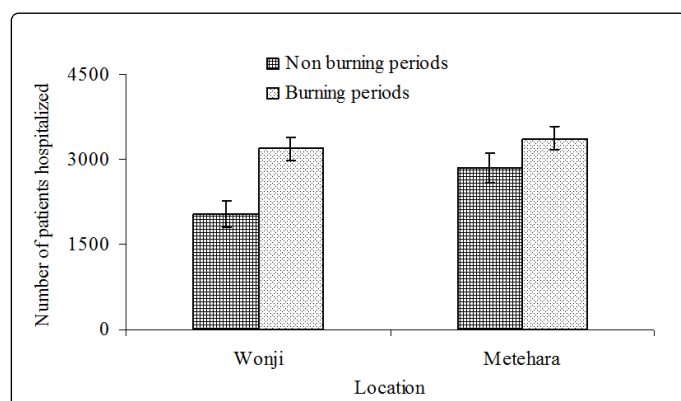 Non burning periods
Burning periods
Number of patients hospitalized
4500
3000
1500
0
Wonji
Metehara
Location